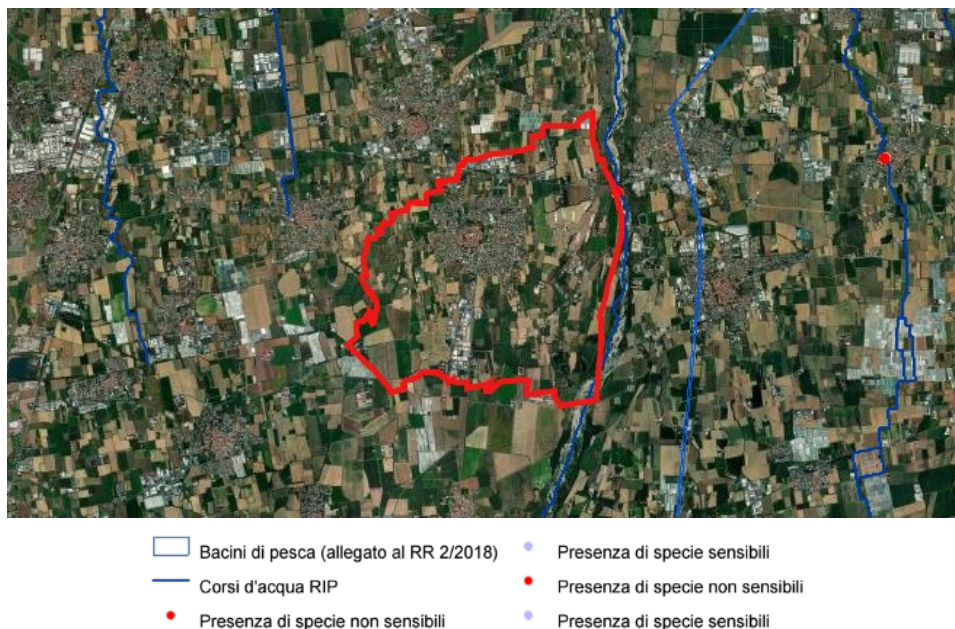 Bacini di pesca (allegato al RR 2/2018)
Corsi d'acqua RIP
Presenza di specie non sensibili
Presenza di specie sensibili
Presenza di specie non sensibili
Presenza di specie sensibili